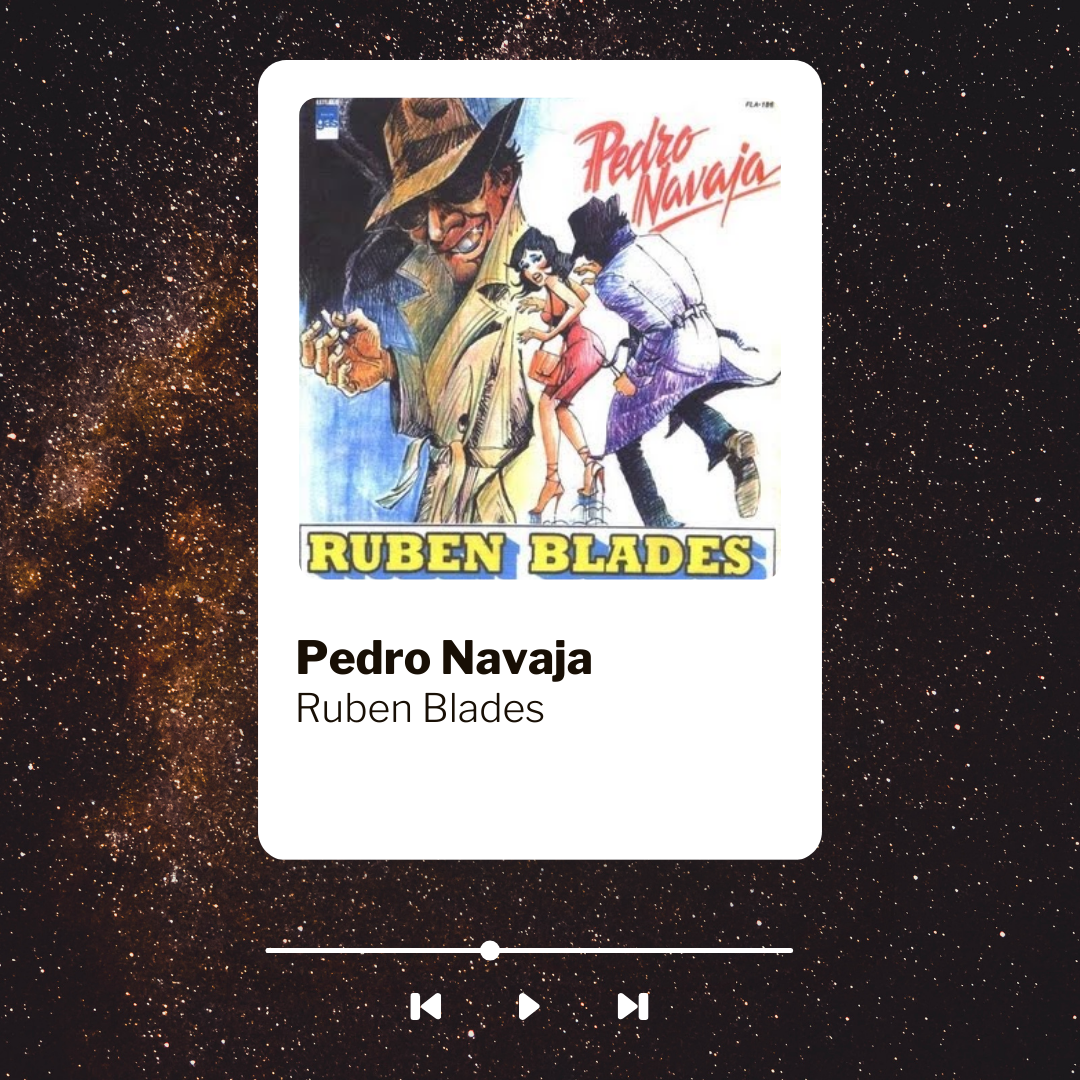 FLA-186
Pedro
Navaja
RUBEN BLADES
Pedro Navaja
Ruben Blades